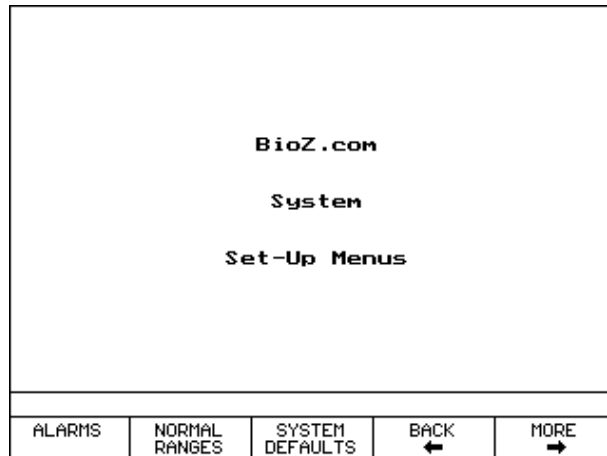 BioZ.com
System
Set-Up Menus
ALARMS
NORMAL
RANGES
SYSTEM
DEFAULTS
BACK
MORE